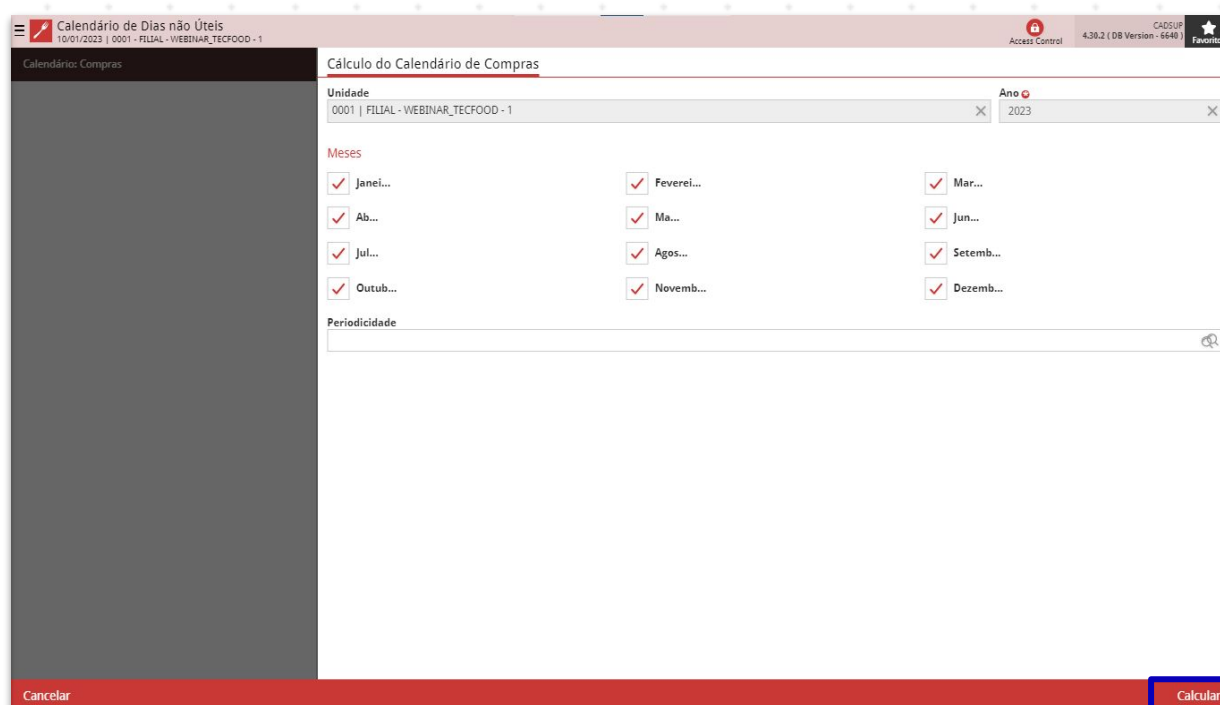 Calendário de Dias não Úteis
10/01/2023 | 0001 - FILIAL - WEBINAR_TECFOOD - 1
Access Control
CADSUP
4.30.2 ( DB Version - 6640 )
Favorito
Calendário: Compras
Cálculo do Calendário de Compras
Unidade
Ano
0001 | FILIAL - WEBINAR_TECFOOD - 1
2023
Meses
Janei... Feverei... Mar...
Ab... Ma... Jun...
Jul... Agos... Setemb...
Outub... Novemb... Dezemb...
Periodicidade
Cancelar
Calcular